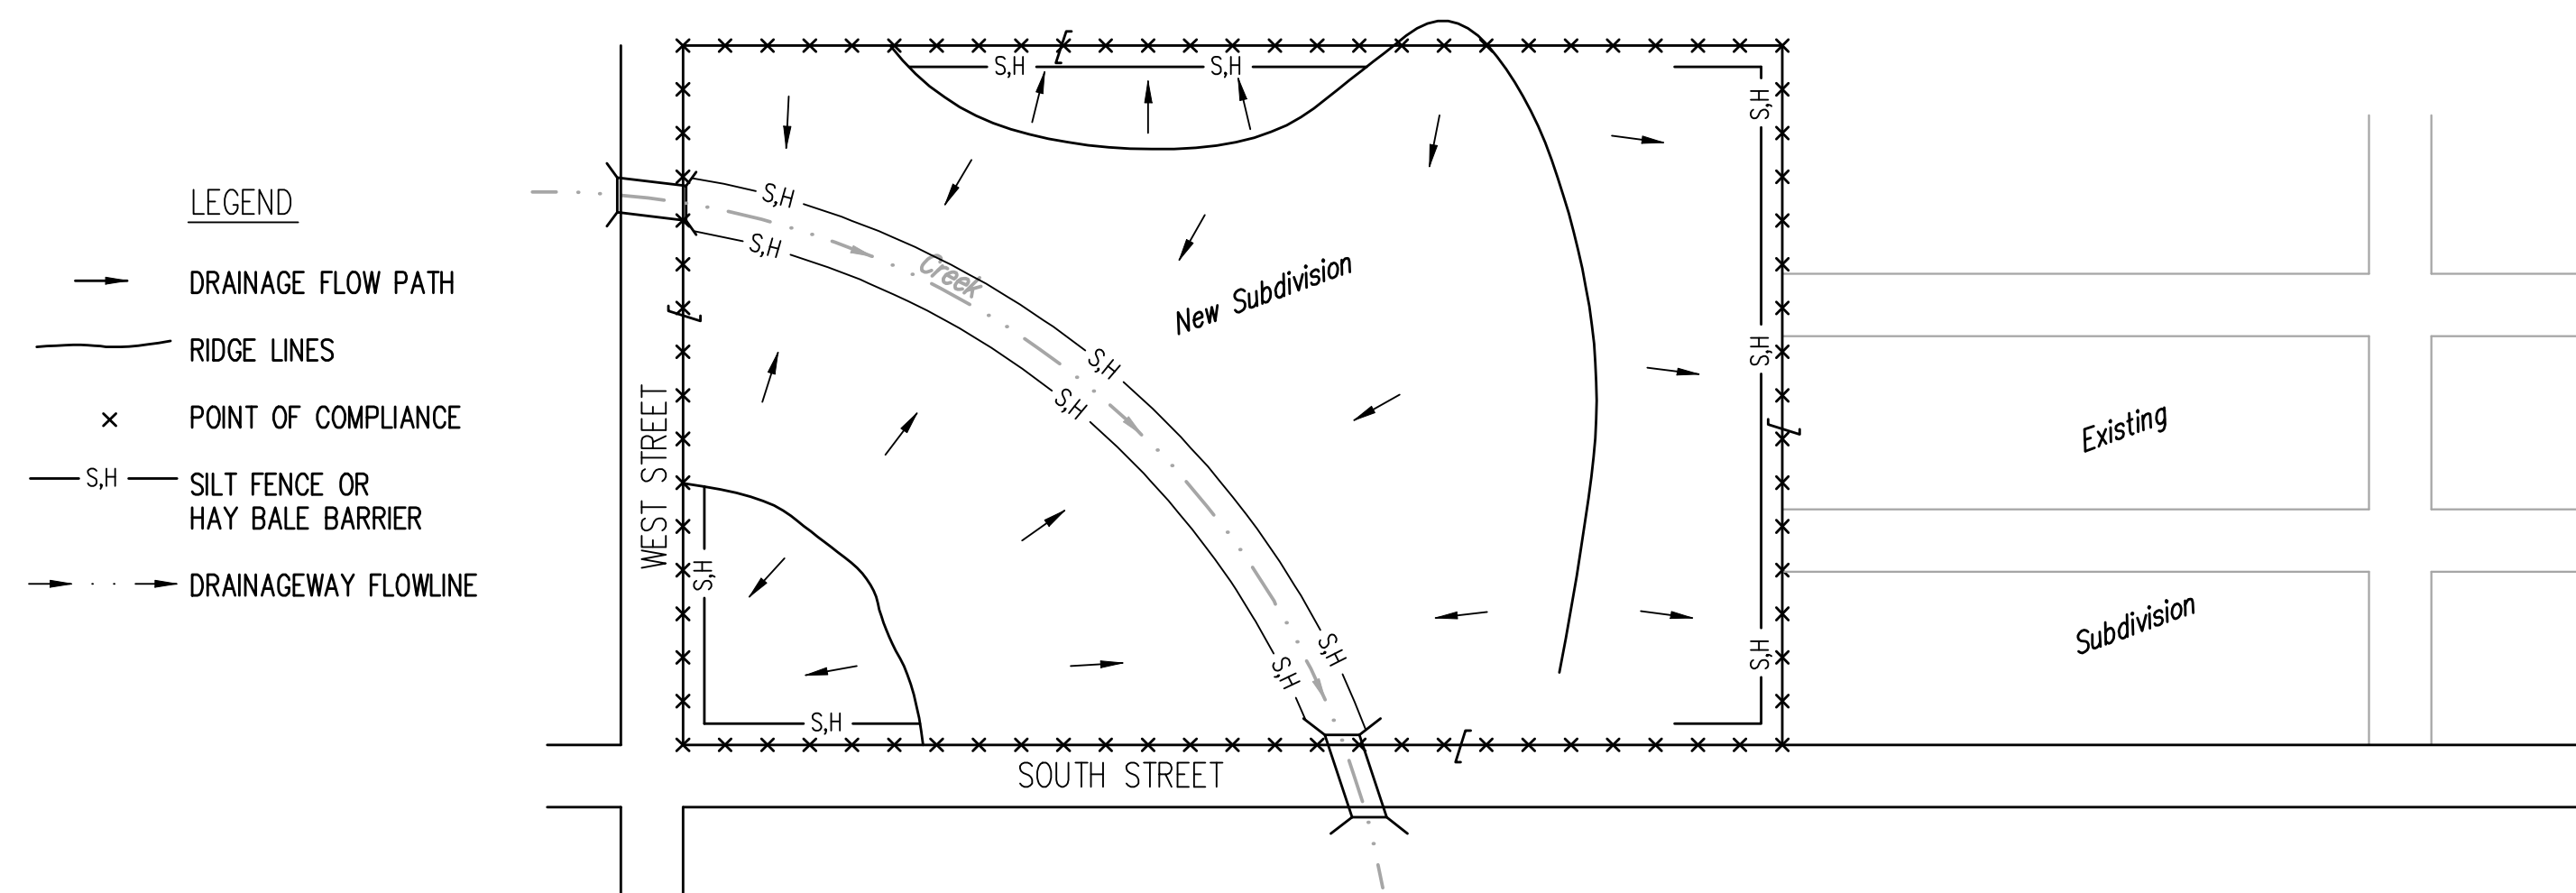 LEGEND
DRAINAGE FLOW PATH
RIDGE LINES
POINT OF COMPLIANCE
S,H
SILT FENCE OR
HAY BALE BARRIER
DRAINAGEWAY FLOWLINE
S,H
S,H
S,H
S,H
S,H
Creek
New Subdivision
S,H
S,H
S,H
WEST STREET
Existing
S,H
Subdivision
S,H
S,H
S,H
S,H
SOUTH STREET